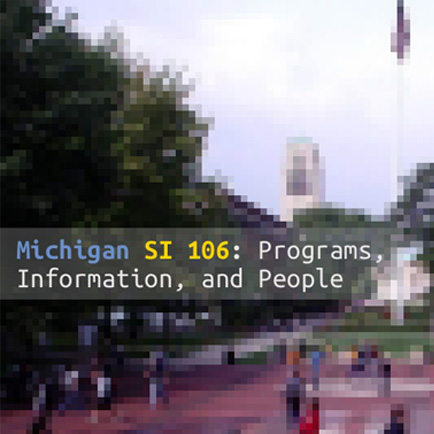 Michigan SI 106: Programs,
Information, and People